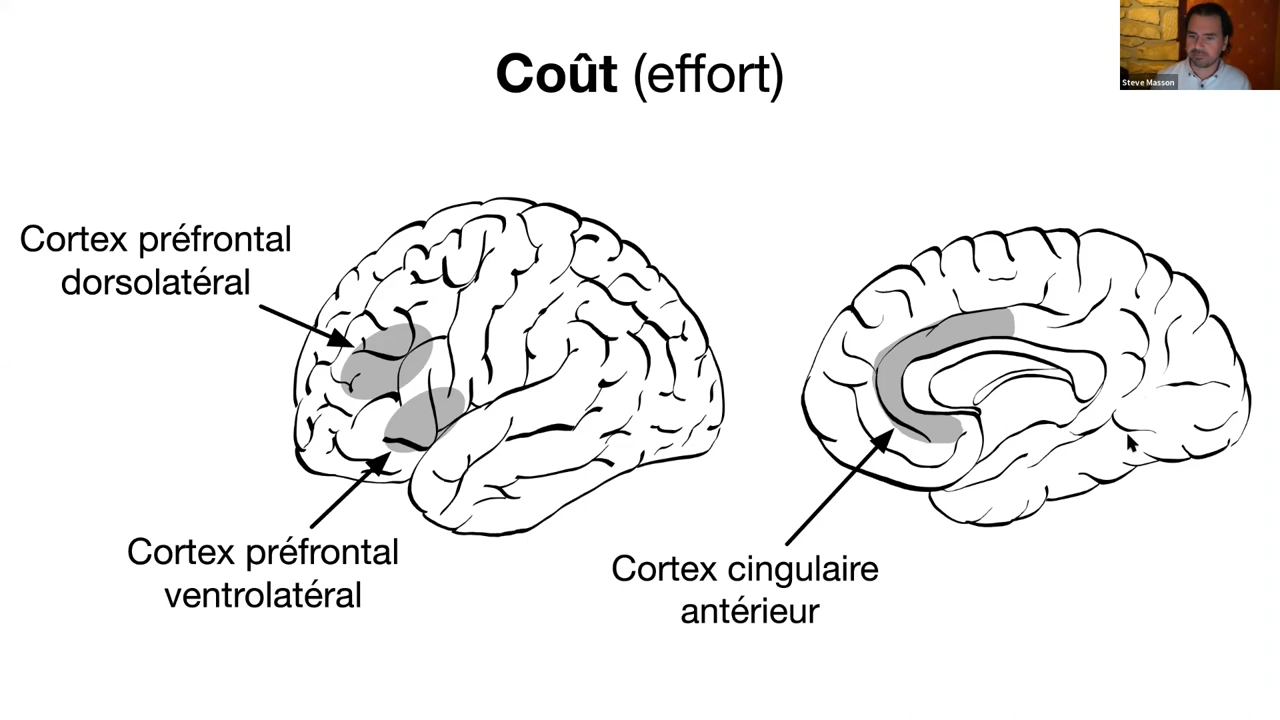 Coût (effort)
Steve Masson
Cortex préfrontal
dorsolatéral
Cortex préfrontal
ventrolatéral
Cortex cingulaire
antérieur